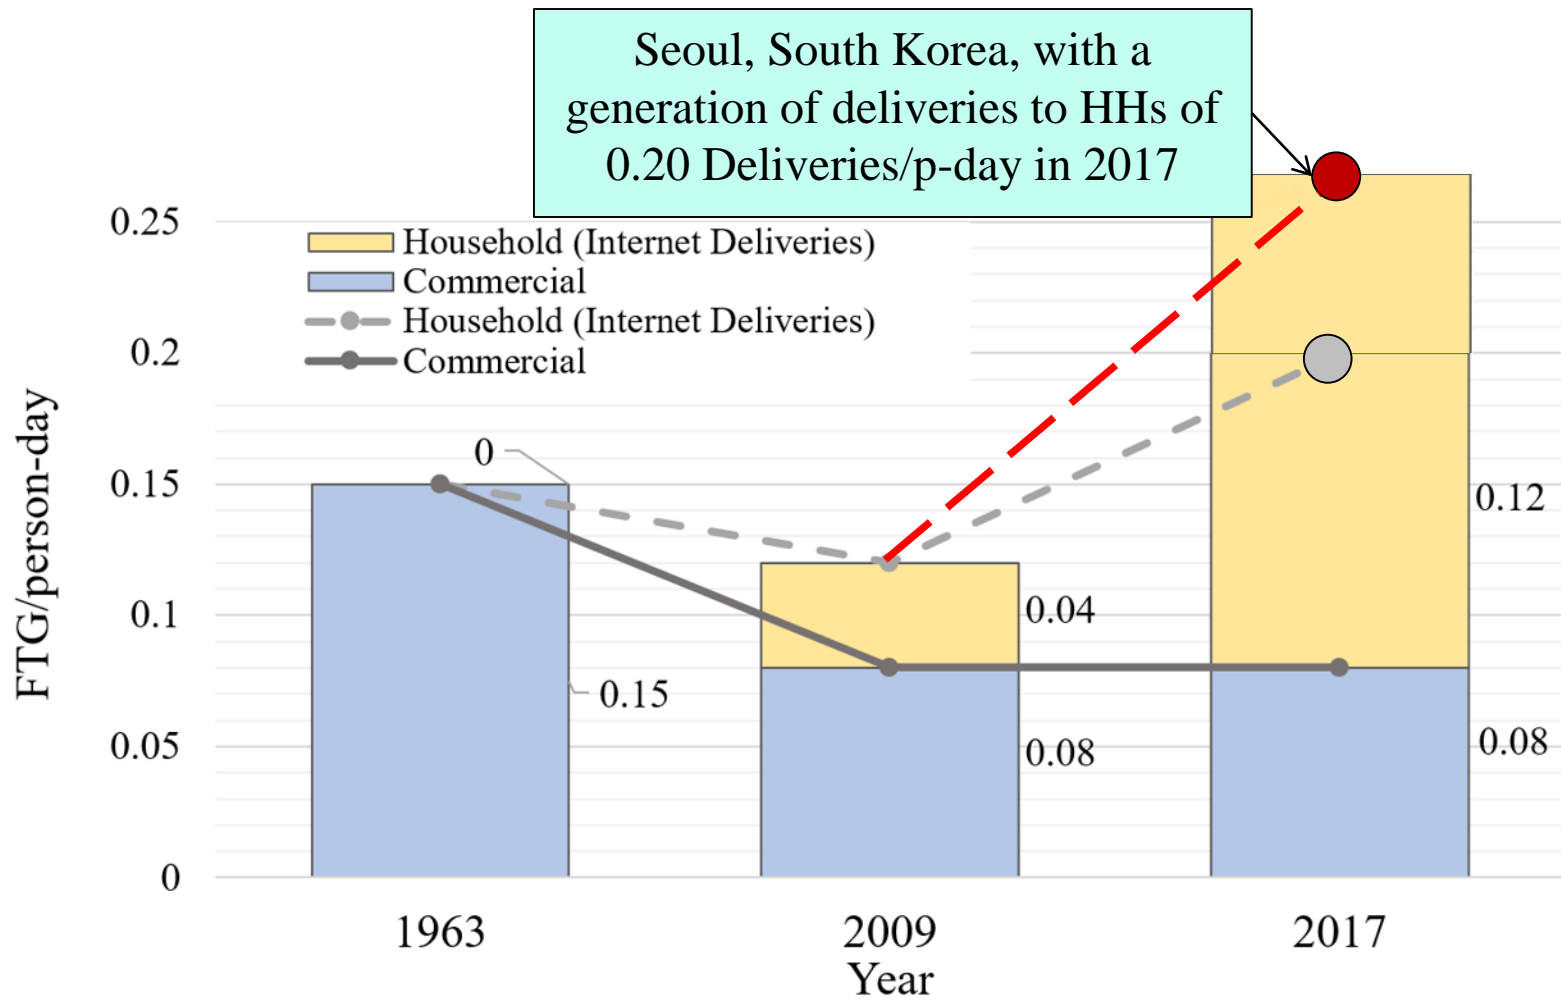 Seoul, South Korea, with a
generation of deliveries to HHs of
0.20 Deliveries/p-day in 2017
0.25
Household (Internet Deliveries)
Commercial
Household (Internet Deliveries)
Commercial
0.2
0.15
0.1
0.05
0
FTG/person-day
0
0.15
0.04
0.08
0.12
0.08
1963
2009
2017
Year